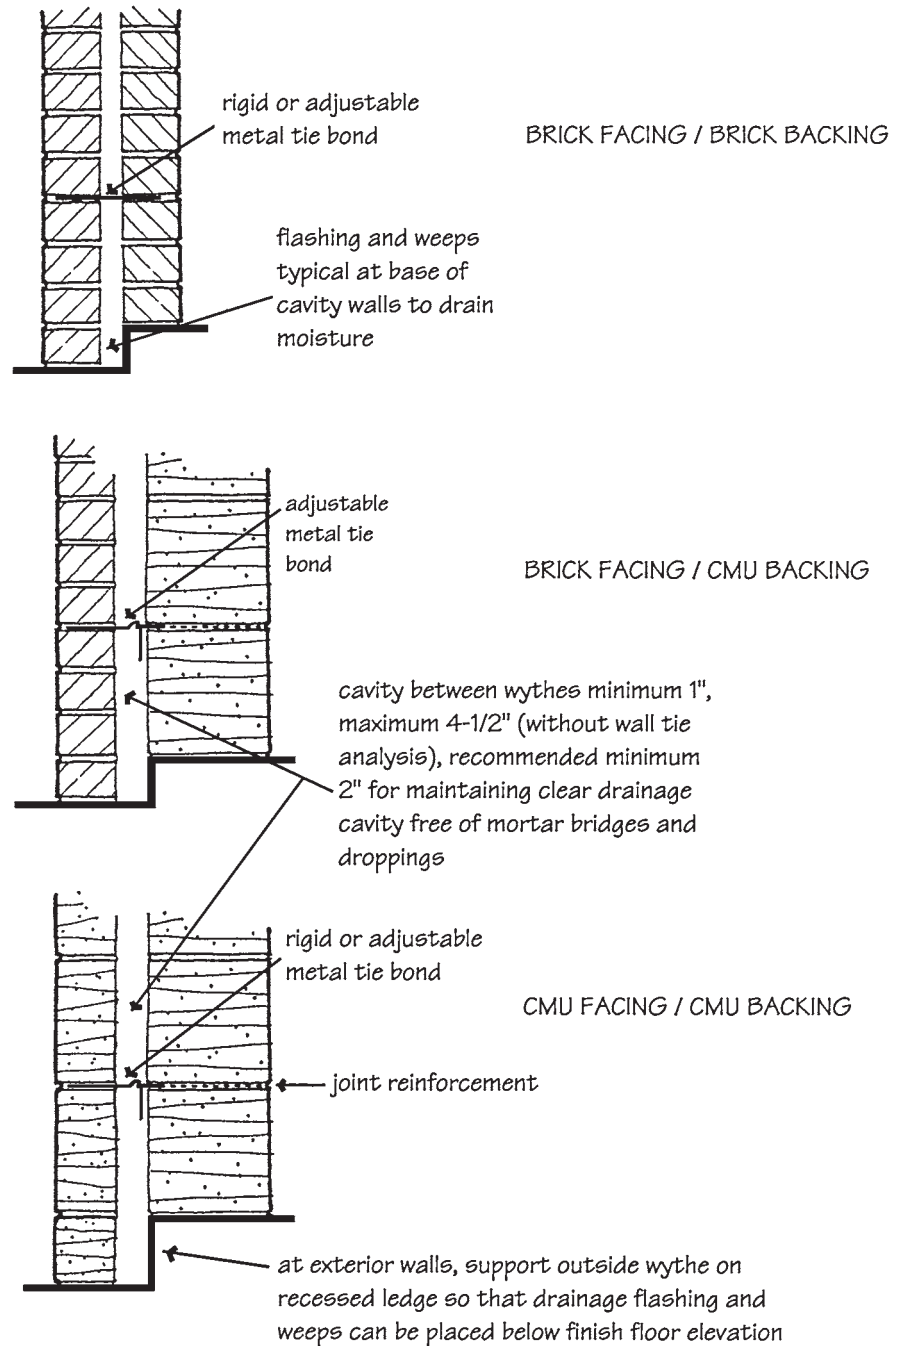 rigid or adjustable
metal tie bond
BRICK FACING / BRICK BACKING
flashing and weeps
typical at base of
cavity walls to drain
moisture
adjustable
metal tie
bond
BRICK FACING / CMU BACKING
cavity between wythes minimum 1",
maximum 4-1/2" (without wall tie
analysis), recommended minimum
2" for maintaining clear drainage
cavity free of mortar bridges and
droppings
rigid or adjustable
metal tie bond
CMU FACING / CMU BACKING
joint reinforcement
at exterior walls, support outside wythe on
recessed ledge so that drainage flashing and
weeps can be placed below finish floor elevation